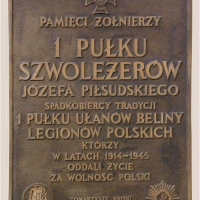 PAMIĘCI ŻOŁNIERZY
1 PUŁKU
SZWOLEŻERÓW
JÓZEFA PIŁSUDSKIEGO
SPADKOBIERCY TRADYCJI
1 PUŁKU UŁANÓW BELINY
LEGIONÓW POLSKICH
KTÓRZY
W LATACH 1914-1945
ODDALI ŻYCIE
ZA WOLNOŚĆ POLSKI